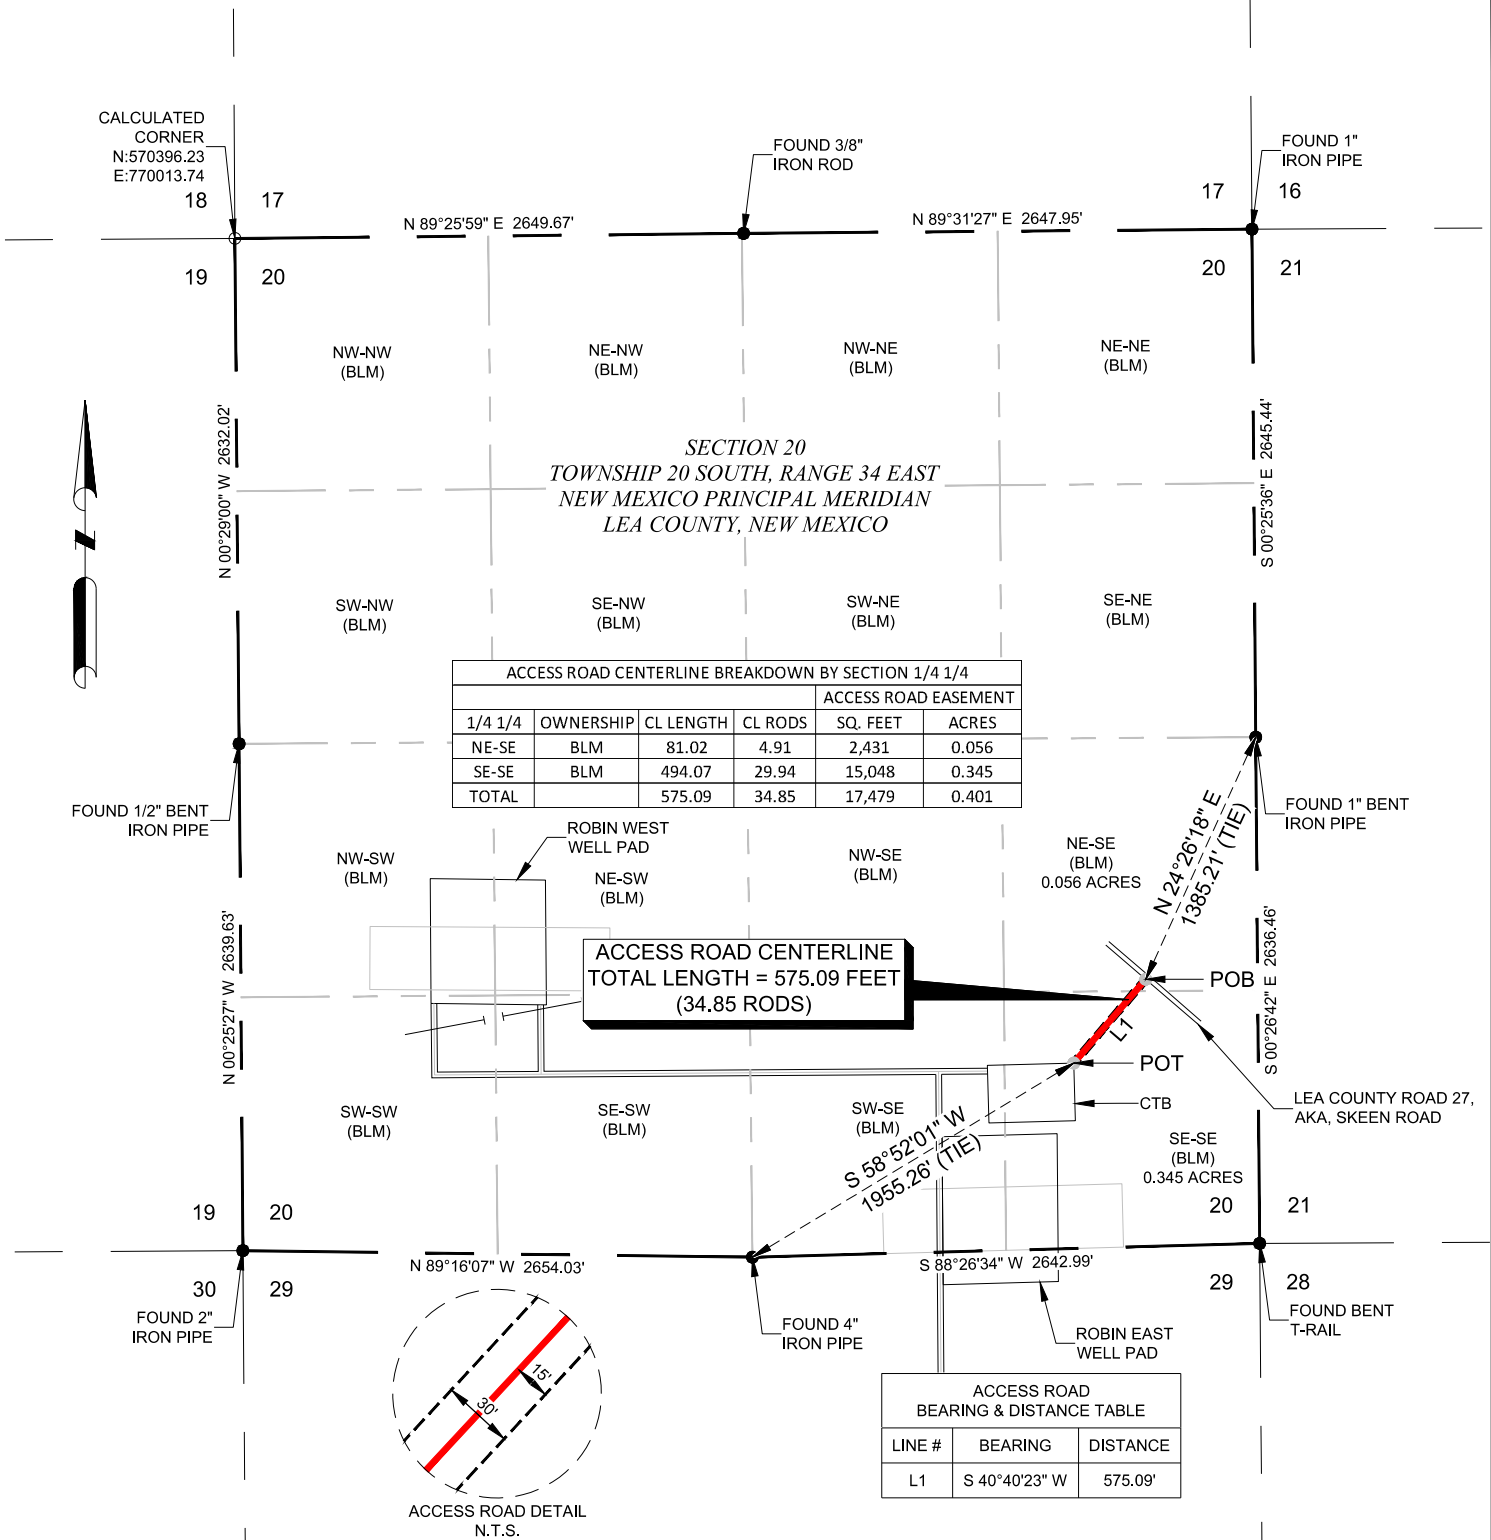 CALCULATED
CORNER
N:570396.23
E:770013.74
18
17
FOUND 3/8"
IRON ROD
FOUND 1"
IRON PIPE
17
16
N 89°25'59" E 2649.67'
N 89°31'27" E 2647.95'
19
20
20
21
NW-NW
(BLM)
NE-NW
(BLM)
NW-NE
(BLM)
NE-NE
(BLM)
N 00°29'00" W 2632.02'
S 00°25'36" E 2645.44'
SECTION 20
TOWNSHIP 20 SOUTH, RANGE 34 EAST
NEW MEXICO PRINCIPAL MERIDIAN
LEA COUNTY, NEW MEXICO
N
SW-NW
(BLM)
SE-NW
(BLM)
SW-NE
(BLM)
SE-NE
(BLM)
ACCESS ROAD CENTERLINE BREAKDOWN BY SECTION 1/4 1/4
ACCESS ROAD EASEMENT
1/4 1/4 OWNERSHIP CL LENGTH CL RODS SQ. FEET ACRES
NE-SE BLM 81.02 4.91 2,431 0.056
SE-SE BLM 494.07 29.94 15,048 0.345
TOTAL 575.09 34.85 17,479 0.401
FOUND 1/2" BENT
IRON PIPE
FOUND 1" BENT
IRON PIPE
ROBIN WEST
WELL PAD
NW-SW
(BLM)
NE-SW
(BLM)
NW-SE
(BLM)
NE-SE
(BLM)
0.056 ACRES
N 24°26'18" E
1385.21' (TIE)
N 00°25'27" W 2639.63'
S 00°26'42" E 2636.46'
ACCESS ROAD CENTERLINE
TOTAL LENGTH = 575.09 FEET
(34.85 RODS)
POB
L1
POT
CTB
LEA COUNTY ROAD 27,
AKA, SKEEN ROAD
SW-SW
(BLM)
SE-SW
(BLM)
SW-SE
(BLM)
SE-SE
(BLM)
0.345 ACRES
S 58°52'01" W
1955.26' (TIE)
19
20
20
21
N 89°16'07" W 2654.03'
S 88°26'34" W 2642.99'
30
29
29
28
FOUND 2"
IRON PIPE
FOUND 4"
IRON PIPE
FOUND BENT
T-RAIL
ROBIN EAST
WELL PAD
15'
30'
ACCESS ROAD DETAIL
N.T.S.
ACCESS ROAD
BEARING & DISTANCE TABLE
LINE # BEARING DISTANCE
L1 S 40°40'23" W 575.09'